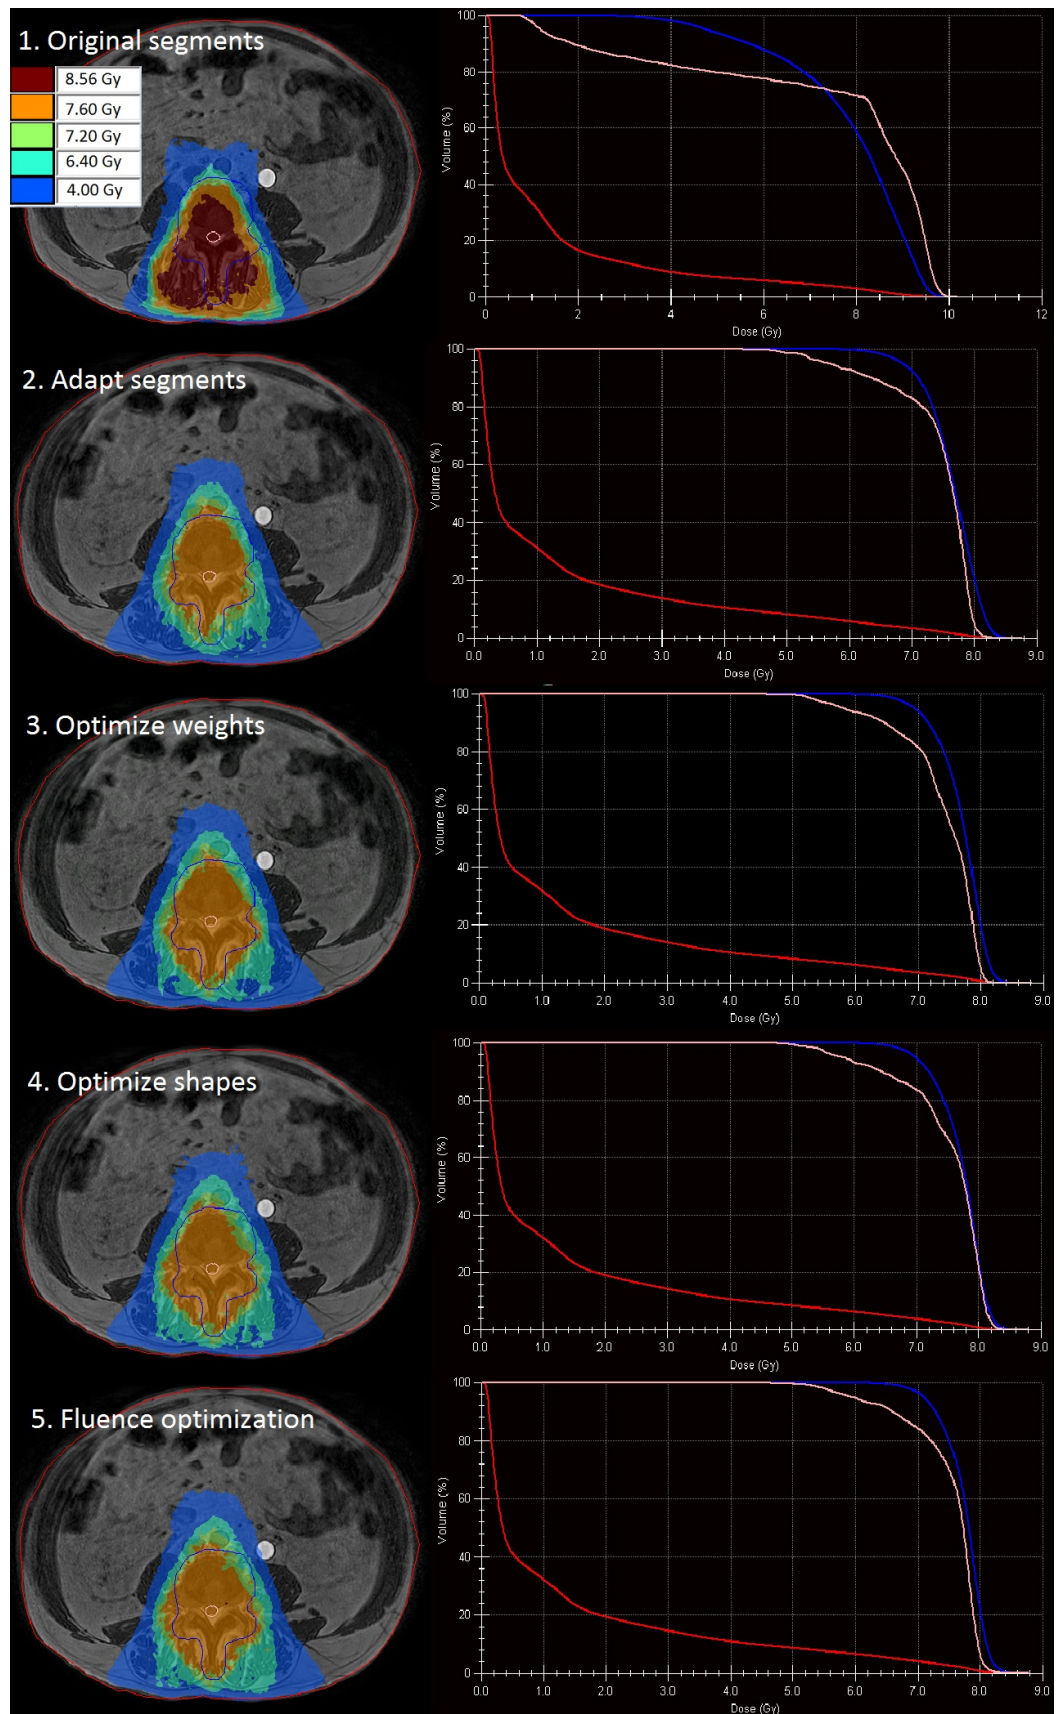 1. Original segments
8.56 Gy
7.60 Gy
7.20 Gy
6.40 Gy
4.00 Gy
Volume (%)
100
80
60
40
20
0
0 2 4 6 8 10 12
Dose (Gy)
2. Adapt segments
Volume (%)
100
80
60
40
20
0
0.0 1.0 2.0 3.0 4.0 5.0 6.0 7.0 8.0 9.0
Dose (Gy)
3. Optimize weights
Volume (%)
100
80
60
40
20
0
0.0 1.0 2.0 3.0 4.0 5.0 6.0 7.0 8.0 9.0
Dose (Gy)
4. Optimize shapes
Volume (%)
100
80
60
40
20
0
0.0 1.0 2.0 3.0 4.0 5.0 6.0 7.0 8.0 9.0
Dose (Gy)
5. Fluence optimization
Volume (%)
100
80
60
40
20
0
0.0 1.0 2.0 3.0 4.0 5.0 6.0 7.0 8.0 9.0
Dose (Gy)